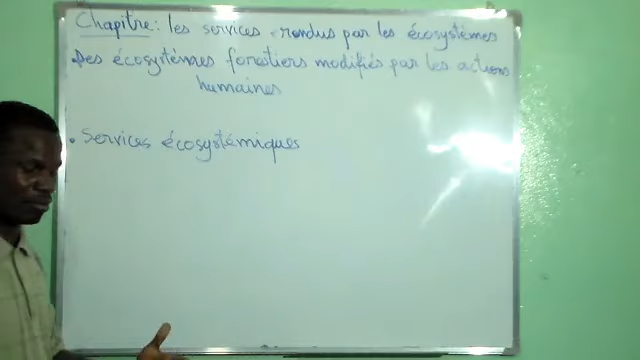 Chapitre: les services rendus par les écosystèmes
Des écosystèmes forestiers modifiés par les actions
humaines
• Services écosystémiques